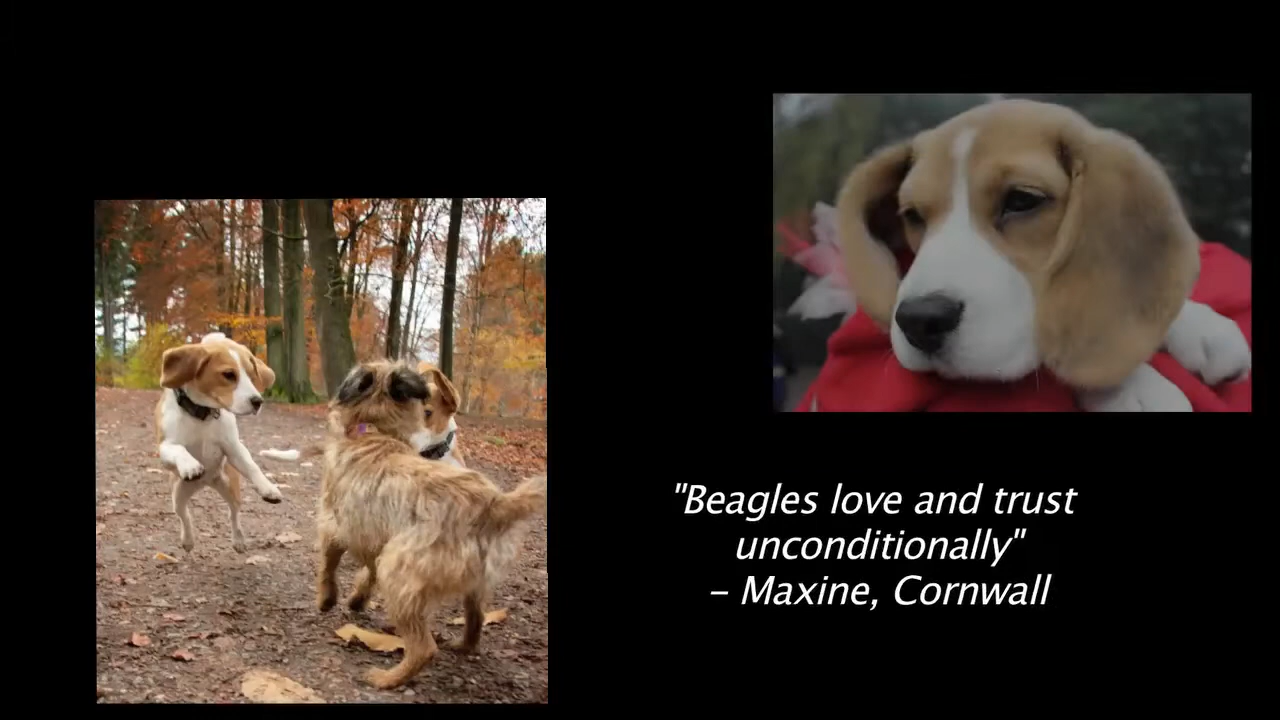 "Beagles love and trust
unconditionally"
– Maxine, Cornwall